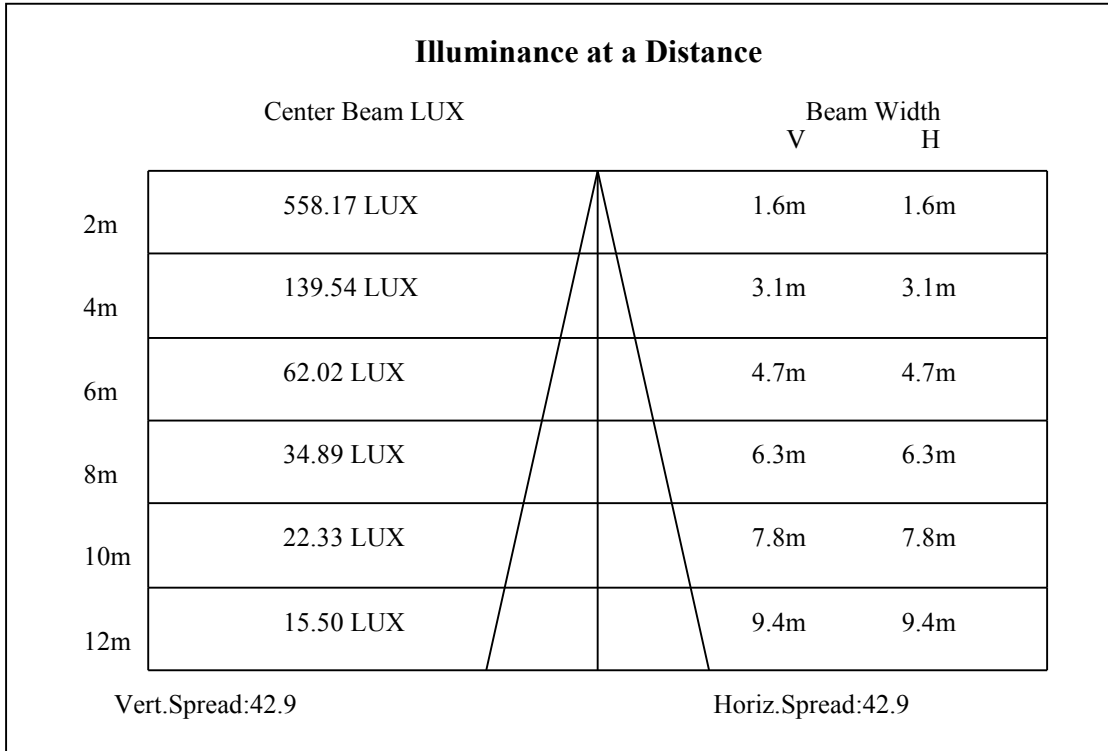 Illuminance at a Distance
Center Beam LUX Beam Width
V H
2m 558.17 LUX 1.6m 1.6m
4m 139.54 LUX 3.1m 3.1m
6m 62.02 LUX 4.7m 4.7m
8m 34.89 LUX 6.3m 6.3m
10m 22.33 LUX 7.8m 7.8m
12m 15.50 LUX 9.4m 9.4m
Vert.Spread:42.9 Horiz.Spread:42.9